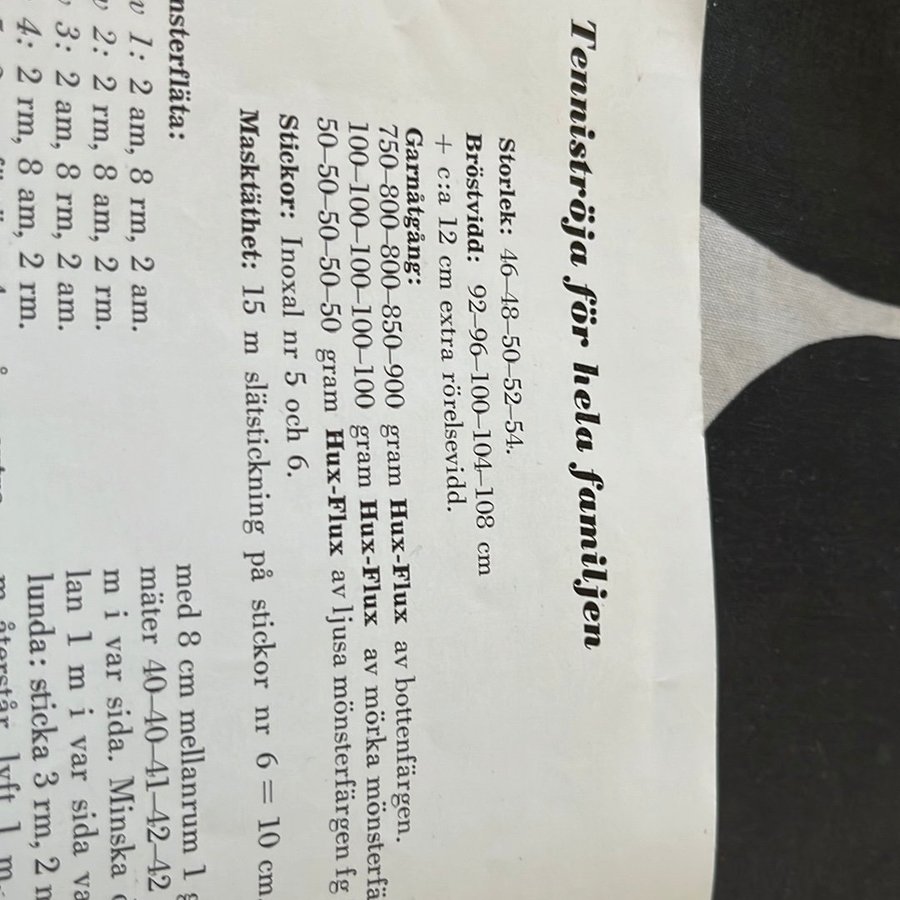 Tenniströja för hela familjen
Storlek: 46–48–50–52–54.
Bröstvidd: 92–96–100–104–108 cm
+ c:a 12 cm extra rörelsevidd.
Garnåtgång:
750–800–800–850–900 gram Hux-Flux av bottenfärgen.
100–100–100–100–100 gram Hux-Flux av mörka mönsterfä
50–50–50–50–50 gram Hux-Flux av ljusa mönsterfärgen fg
Stickor: Inoxal nr 5 och 6.
Masktäthet: 15 m slätstickning på stickor nr 6 = 10 cm.
nsterfläta:
v 1: 2 am, 8 rm, 2 am.
v 2: 2 rm, 8 am, 2 rm.
v 3: 2 am, 8 rm, 2 am.
4: 2 rm, 8 am, 2 rm.
med 8 cm mellanrum 1 g
mäter 40–40–41–42–42
m i var sida. Minska
lan 1 m i var sida va
lunda: sticka 3 rm, 2
m återstår, lyft 1 m